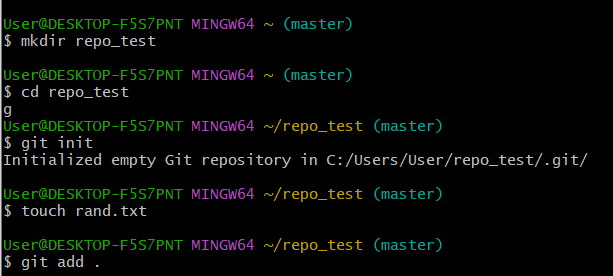 User@DESKTOP-F5S7PNT MINGW64 ~ (master)
$ mkdir repo_test
User@DESKTOP-F5S7PNT MINGW64 ~ (master)
$ cd repo_test
g
User@DESKTOP-F5S7PNT MINGW64 ~/repo_test (master)
$ git init
Initialized empty Git repository in C:/Users/User/repo_test/.git/
User@DESKTOP-F5S7PNT MINGW64 ~/repo_test (master)
$ touch rand.txt
User@DESKTOP-F5S7PNT MINGW64 ~/repo_test (master)
$ git add .